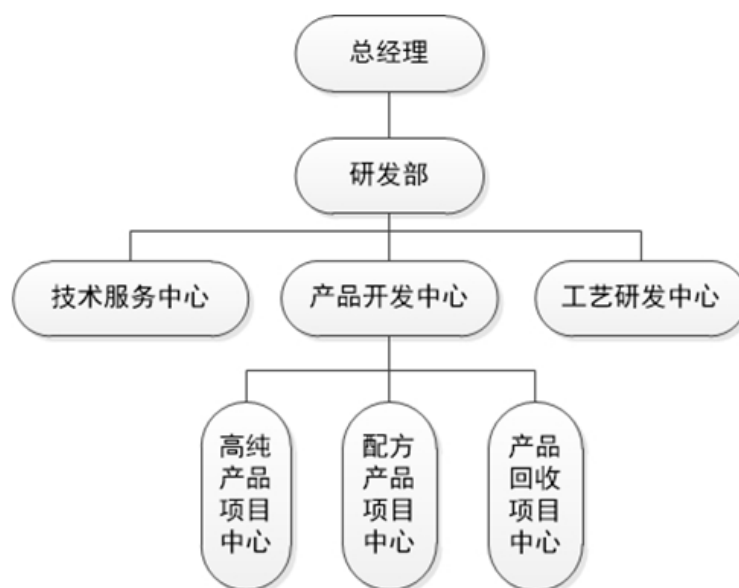 总经理
研发部
技术服务中心
产品开发中心
工艺研发中心
高纯
产品
项目
中心
配方
产品
项目
中心
产品
回收
项目
中心